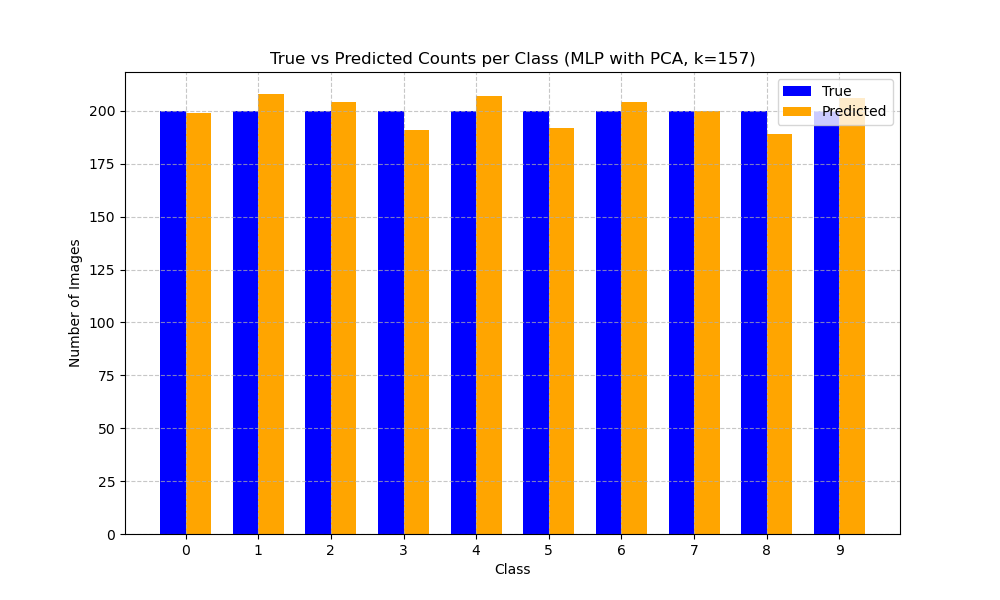 True vs Predicted Counts per Class (MLP with PCA, k=157)
True
Predicted
200
175
150
125
100
75
50
25
0
Number of Images
0 1 2 3 4 5 6 7 8 9
Class